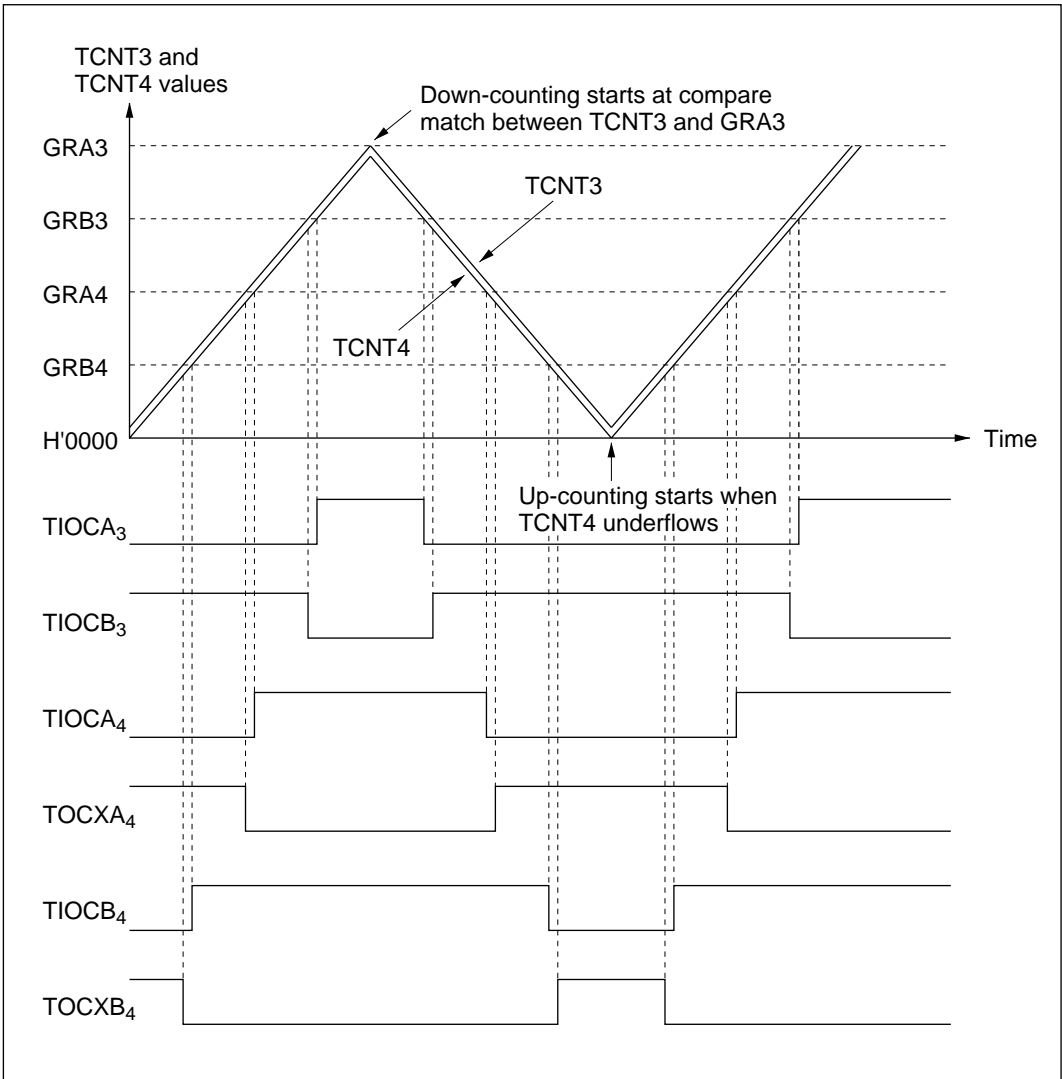 TCNT3 and
TCNT4 values
Down-counting starts at compare
match between TCNT3 and GRA3
GRA3
TCNT3
GRB3
GRA4
TCNT4
GRB4
H'0000
Time
Up-counting starts when
TCNT4 underflows
TIOCA3
TIOCB3
TIOCA4
TOCXA4
TIOCB4
TOCXB4